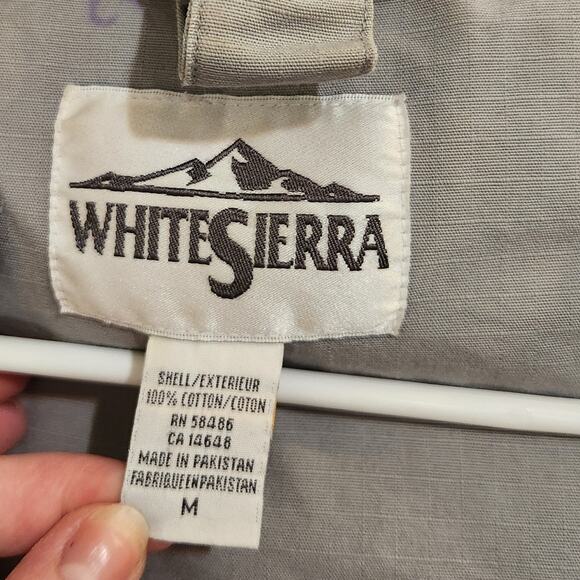 WHITESIERRA
SHELL/EXTERIEUR
100% COTTON/COTON
RN 58486
CA 14648
MADE IN PAKISTAN
FABRIQUEENPAKISTAN
M